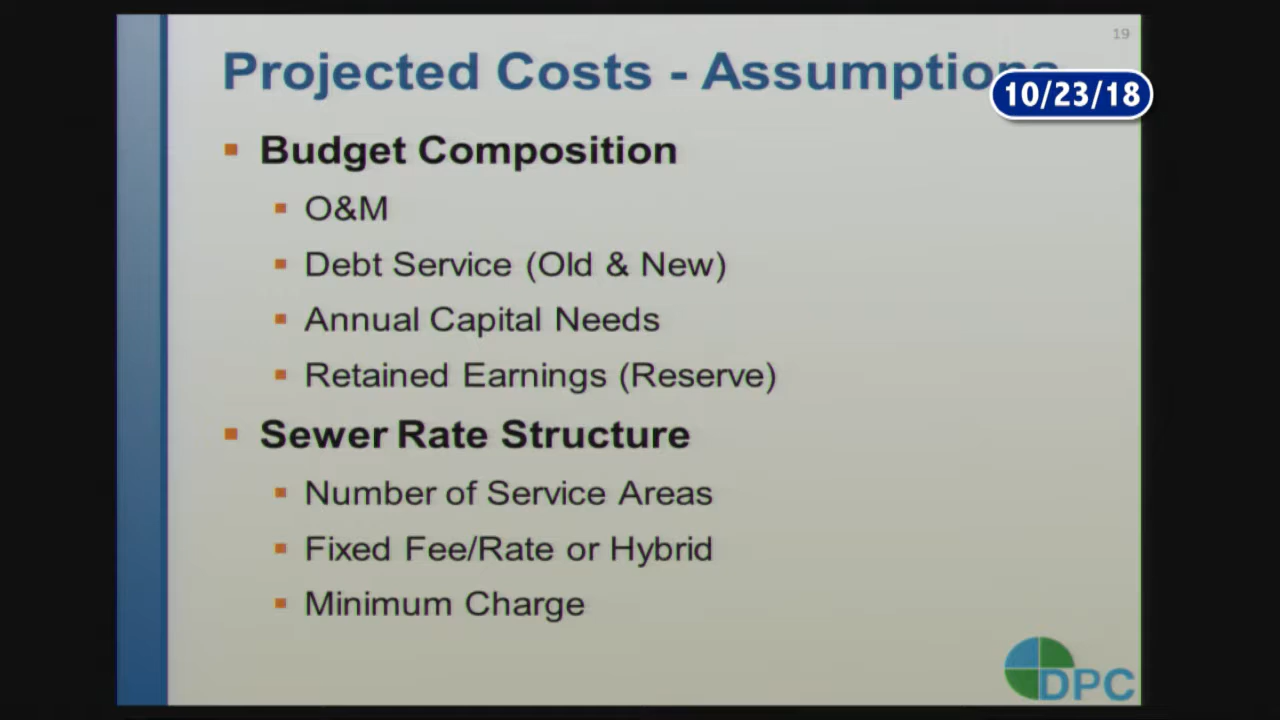 19
Projected Costs - Assumptions
10/23/18
Budget Composition
O&M
Debt Service (Old & New)
Annual Capital Needs
Retained Earnings (Reserve)
Sewer Rate Structure
Number of Service Areas
Fixed Fee/Rate or Hybrid
Minimum Charge
DPC